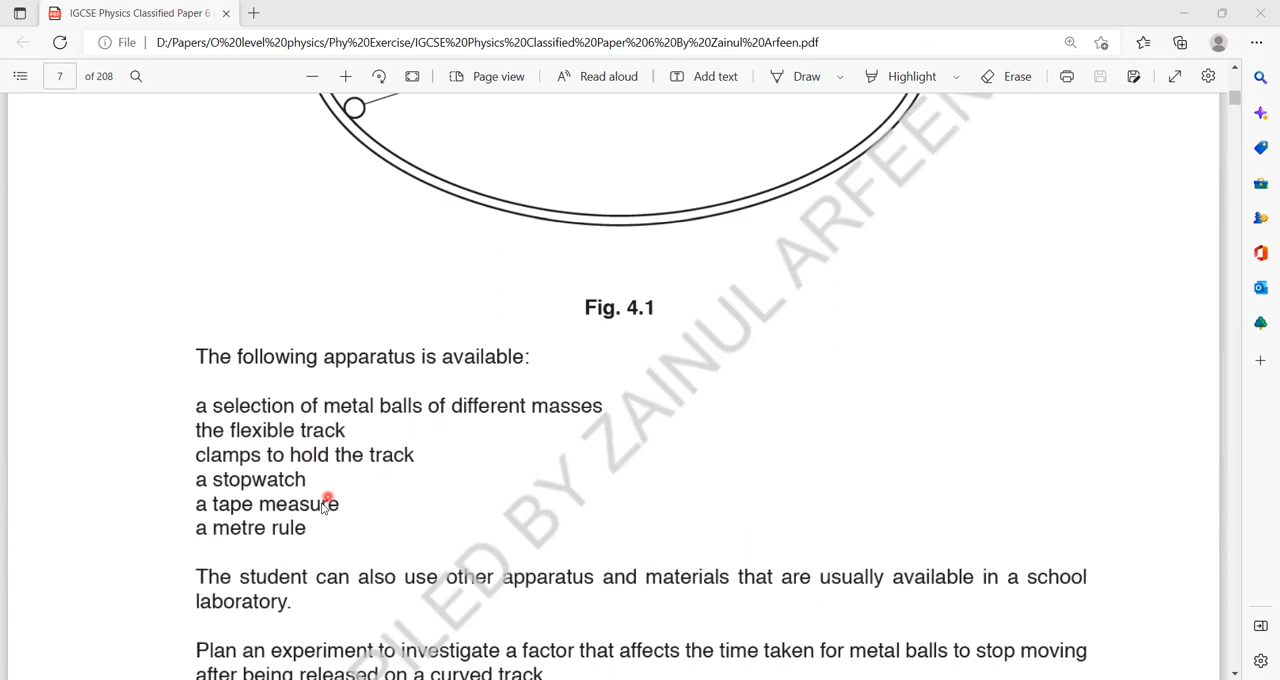 IGCSE Physics Classified Paper 6
File
D:/Papers/O%20level%20physics/Phy%20Exercise/IGCSE%20Physics%20Classified%20Paper%206%20By%20Zainul%20Arfeen.pdf
7 of 208
Page view
Read aloud
Add text
Draw
Highlight
Erase
Fig. 4.1
The following apparatus is available:
a selection of metal balls of different masses
the flexible track
clamps to hold the track
a stopwatch
a tape measure
a metre rule
The student can also use other apparatus and materials that are usually available in a school
laboratory.
Plan an experiment to investigate a factor that affects the time taken for metal balls to stop moving
after being released on a curved track
PILED BY ZAINUL ARFEEN